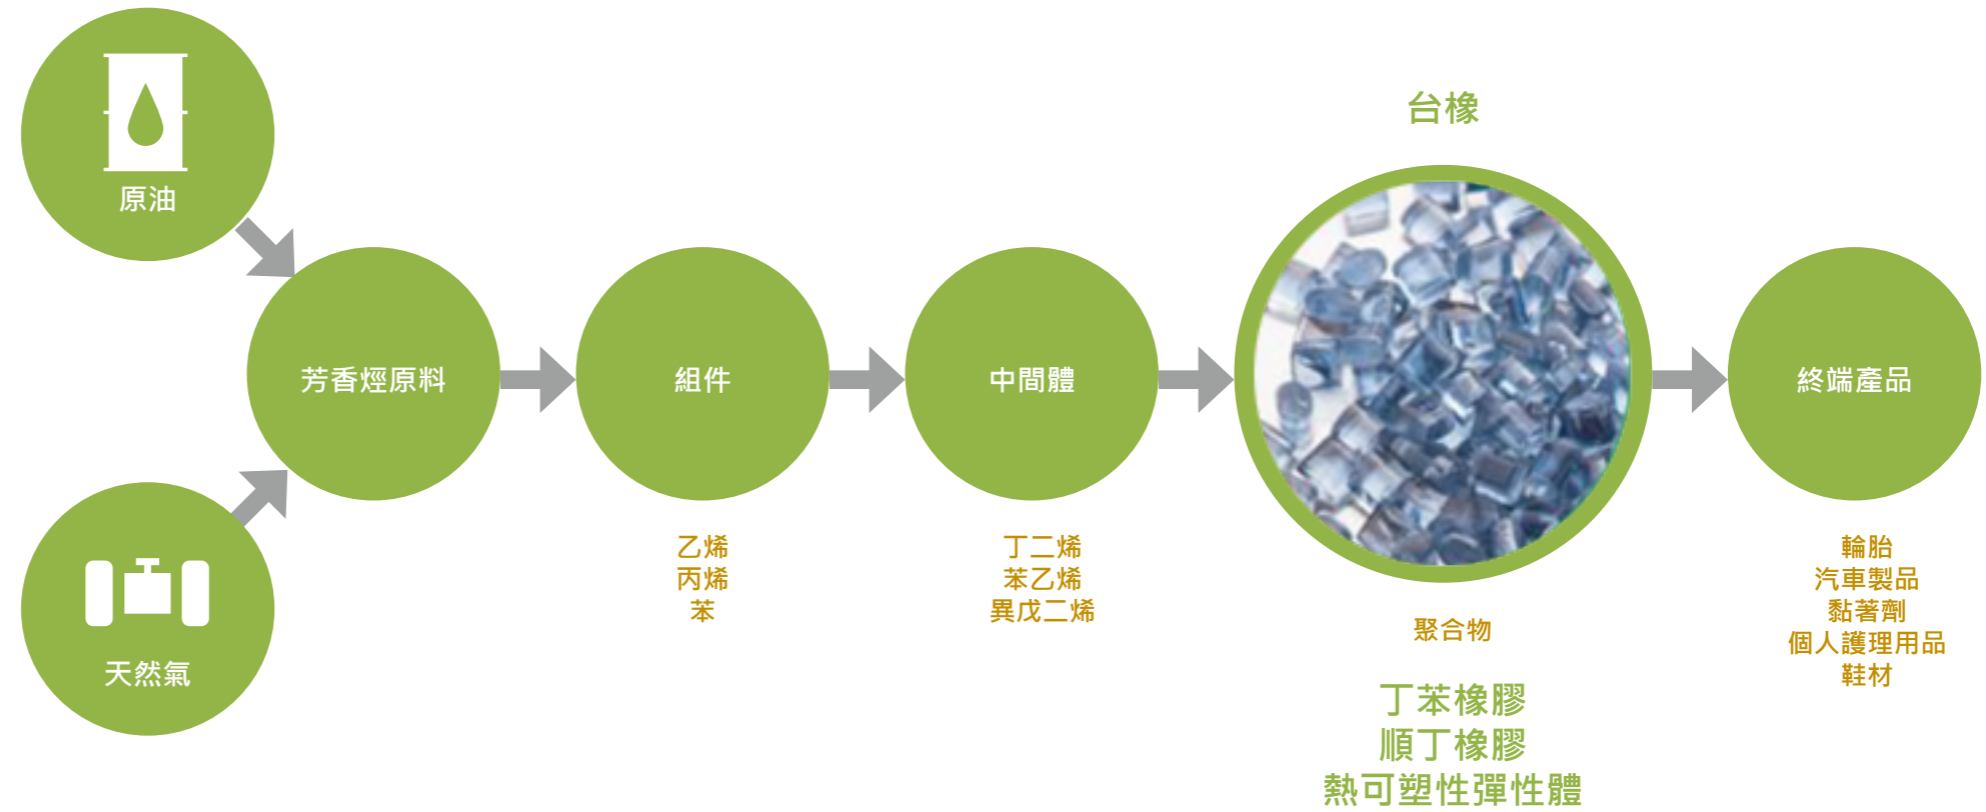 原油
天然氣
芳香烴原料
組件
乙烯
丙烯
苯
中間體
丁二烯
苯乙烯
異戊二烯
台橡
聚合物
丁苯橡膠
順丁橡膠
熱可塑性彈性體
終端產品
輪胎
汽車製品
黏著劑
個人護理用品
鞋材